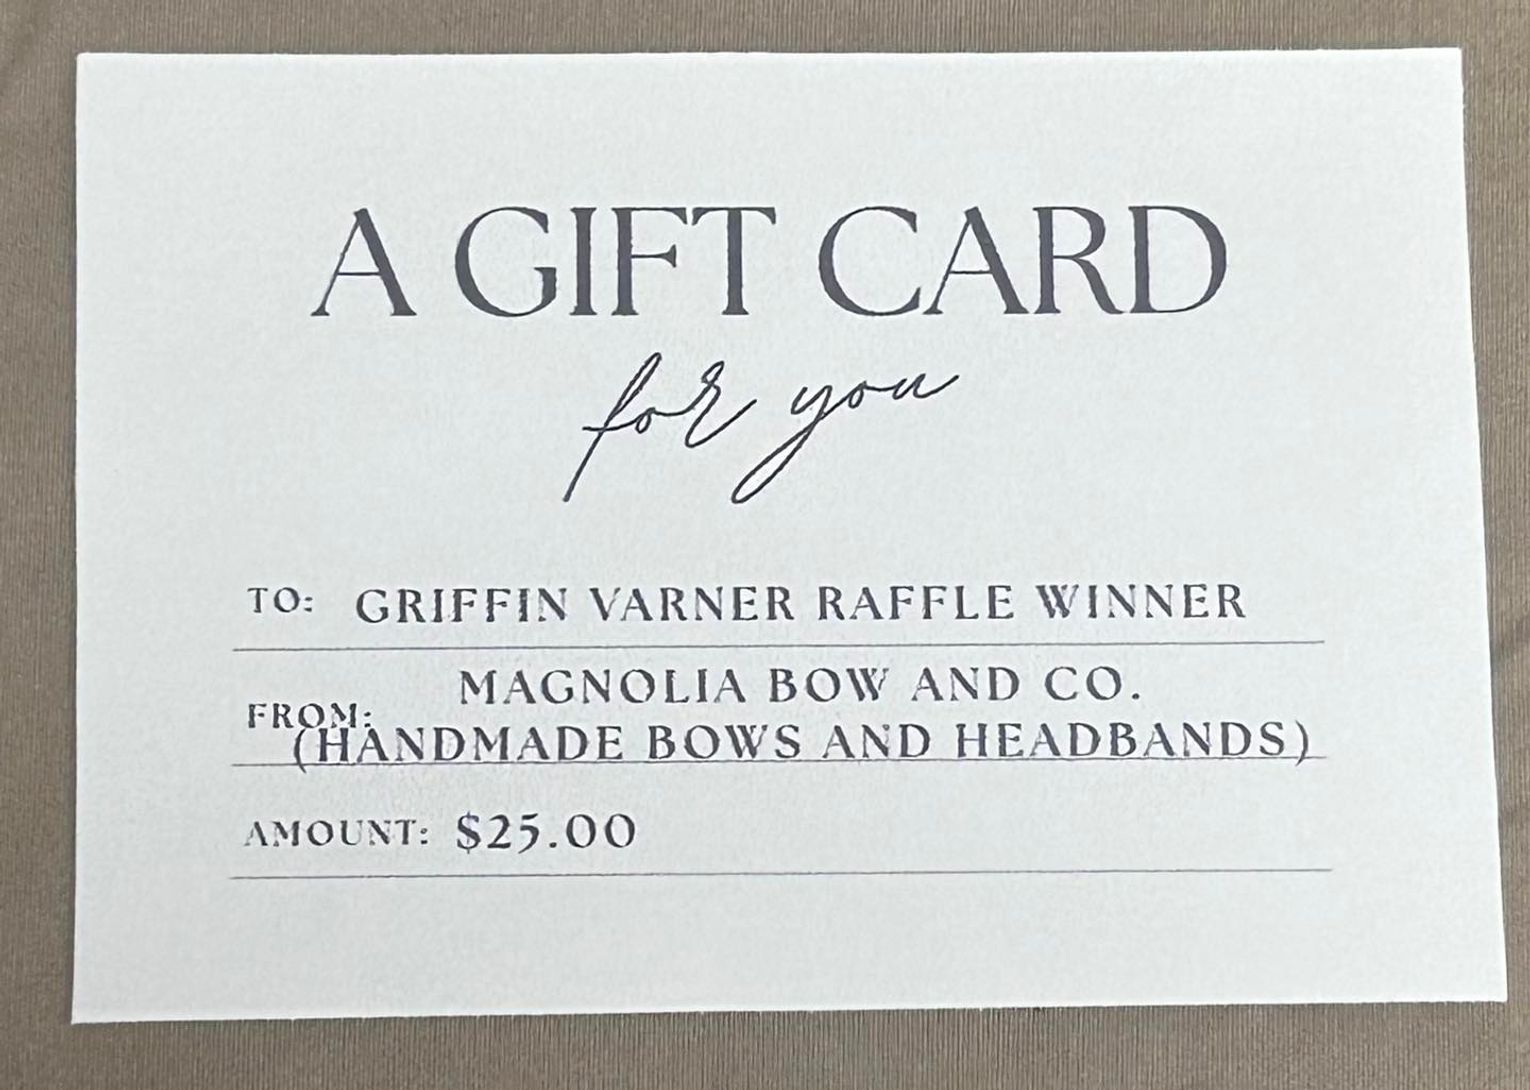 A GIFT CARD
for you
TO: GRIFFIN VARNER RAFFLE WINNER
MAGNOLIA BOW AND CO.
FROM:
(HANDMADE BOWS AND HEADBANDS)
AMOUNT: $25.00